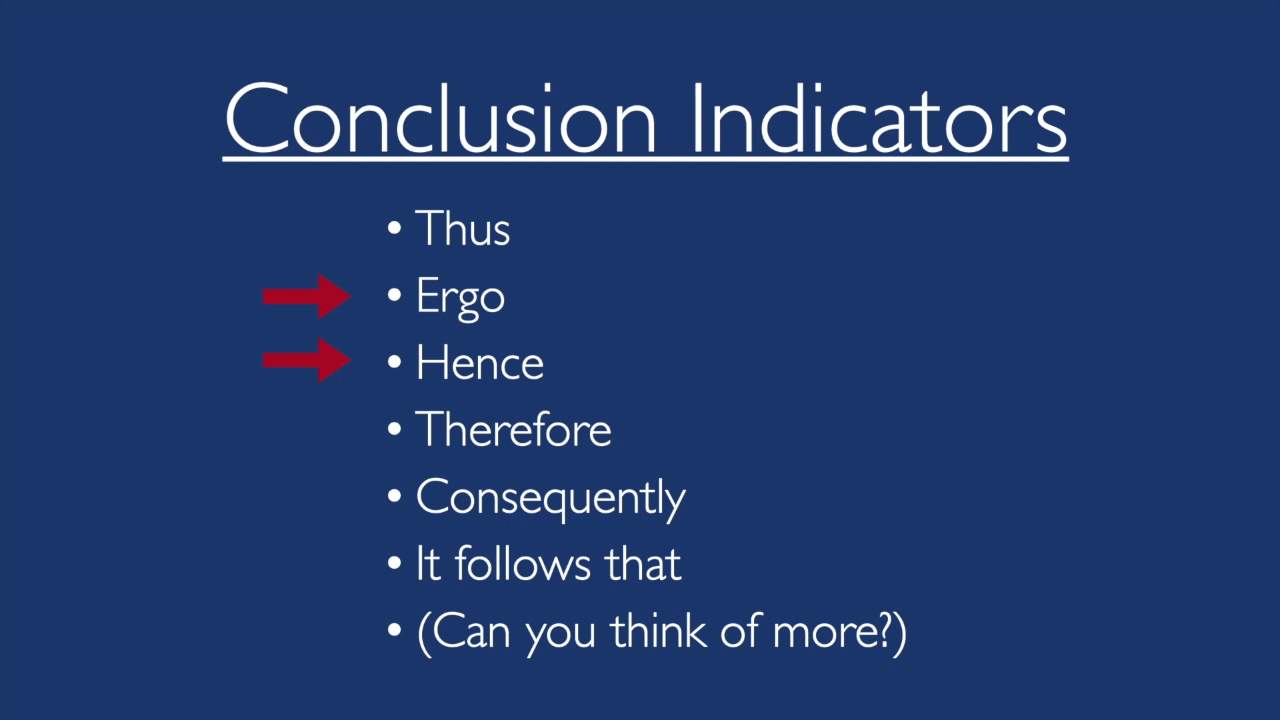 Conclusion Indicators
• Thus
• Ergo
• Hence
• Therefore
• Consequently
• It follows that
• (Can you think of more?)